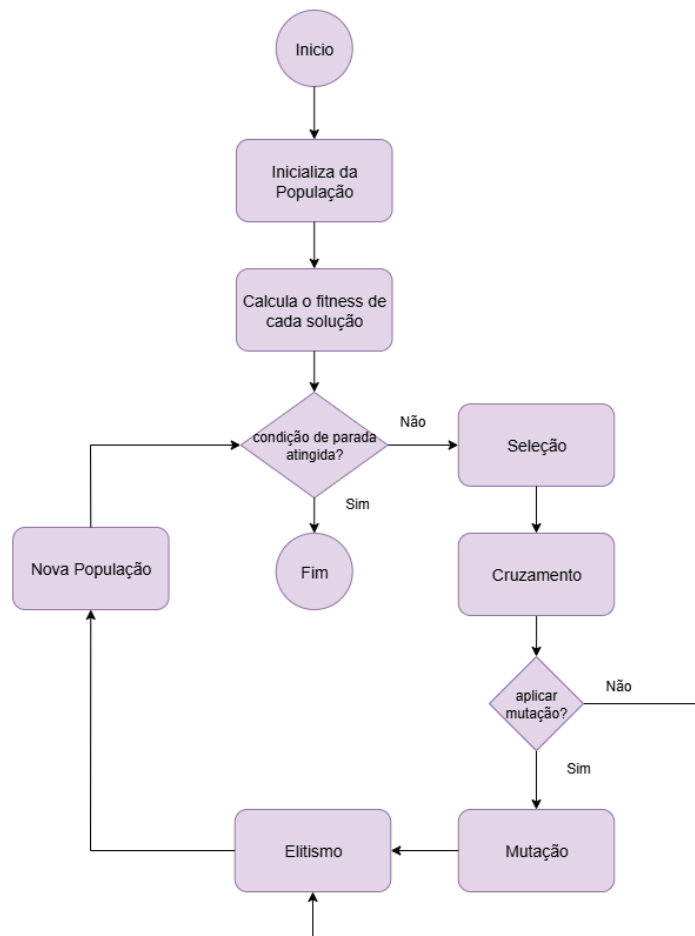 Inicio
Inicializa da
População
Calcula o fitness de
cada solução
condição de parada
atingida?
Não
Sim
Seleção
Fim
Nova População
Cruzamento
aplicar
mutação?
Não
Sim
Elitismo
Mutação